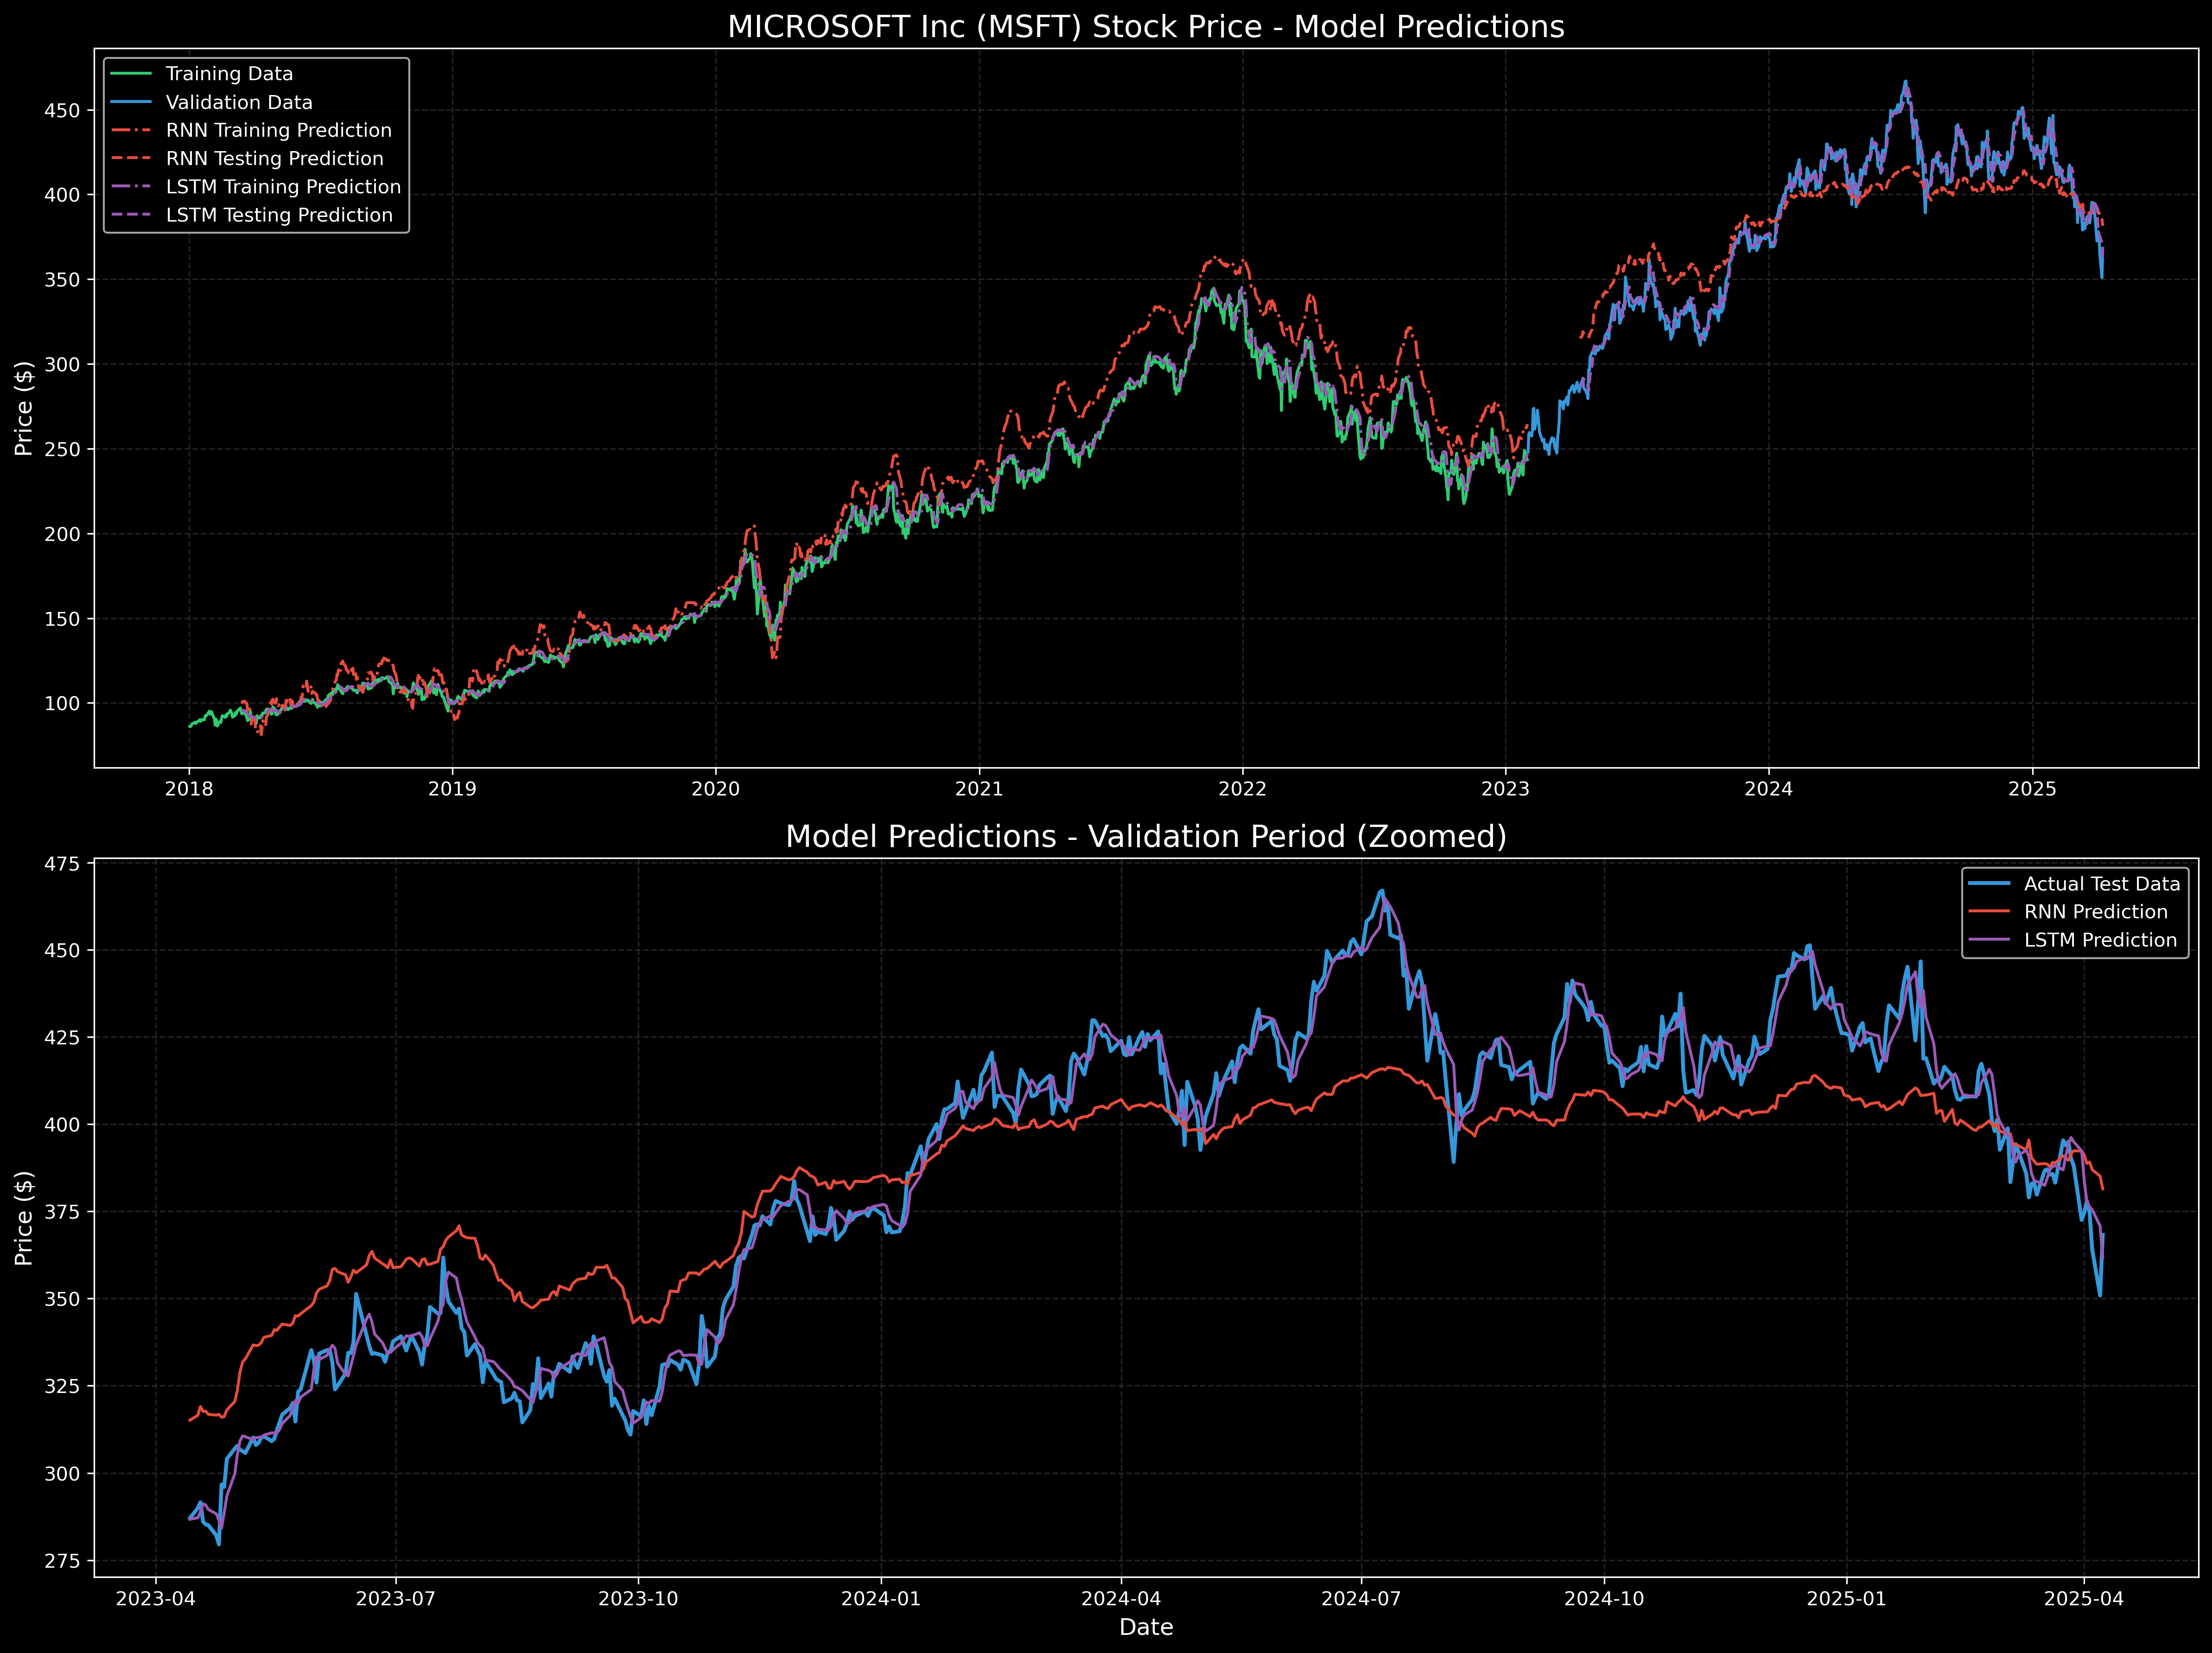 MICROSOFT Inc (MSFT) Stock Price - Model Predictions
Training Data
Validation Data
RNN Training Prediction
RNN Testing Prediction
LSTM Training Prediction
LSTM Testing Prediction
Price ($)
450
400
350
300
250
200
150
100
2018 2019 2020 2021 2022 2023 2024 2025
Model Predictions - Validation Period (Zoomed)
Actual Test Data
RNN Prediction
LSTM Prediction
Price ($)
475
450
425
400
375
350
325
300
275
2023-04 2023-07 2023-10 2024-01 2024-04 2024-07 2024-10 2025-01 2025-04
Date